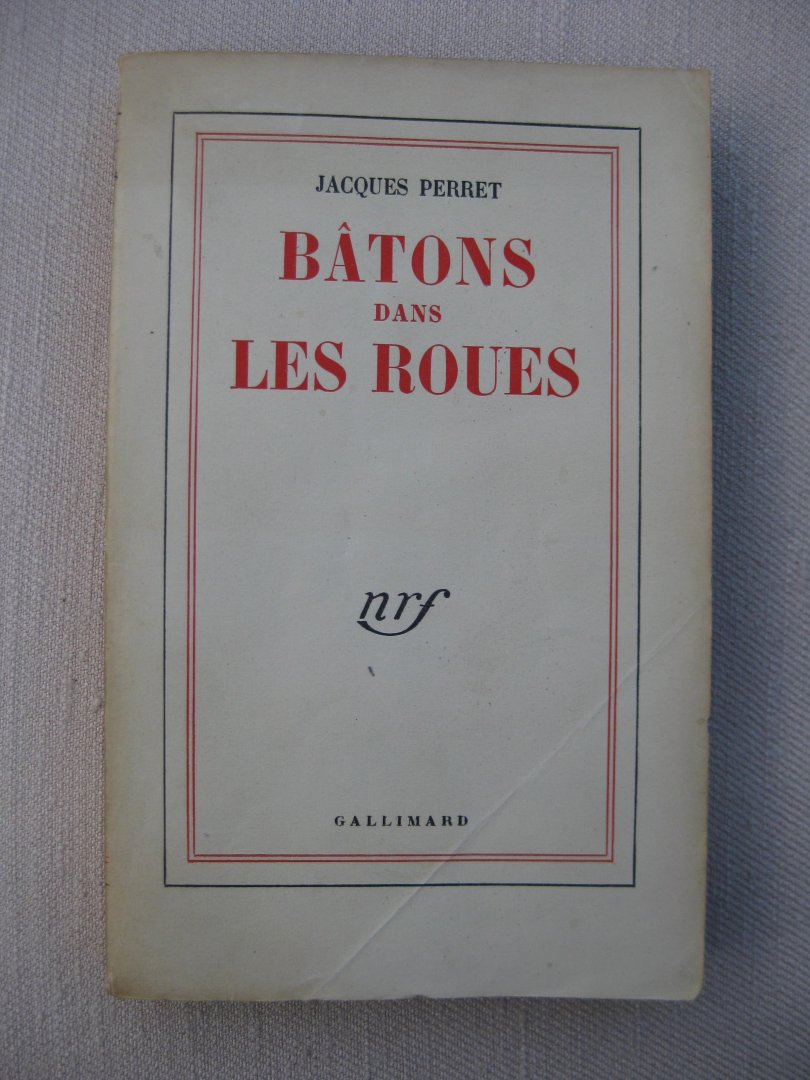 JACQUES PERRET
BÂTONS
DANS
LES ROUES
nrf
GALLIMARD